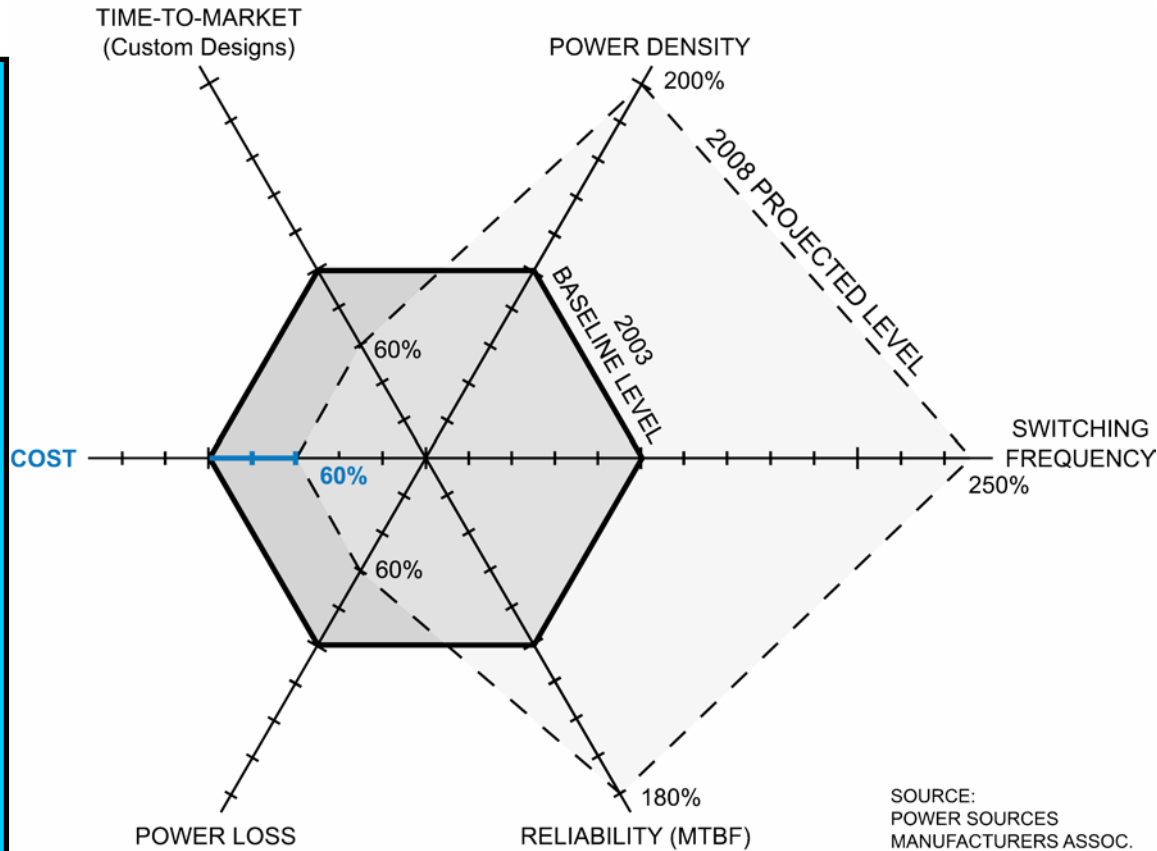 TIME-TO-MARKET
(Custom Designs)
POWER DENSITY
200%
2008 PROJECTED LEVEL
2003
BASELINE LEVEL
60%
SWITCHING
FREQUENCY
COST
60%
250%
60%
180%
POWER LOSS
RELIABILITY (MTBF)
SOURCE:
POWER SOURCES
MANUFACTURERS ASSOC.